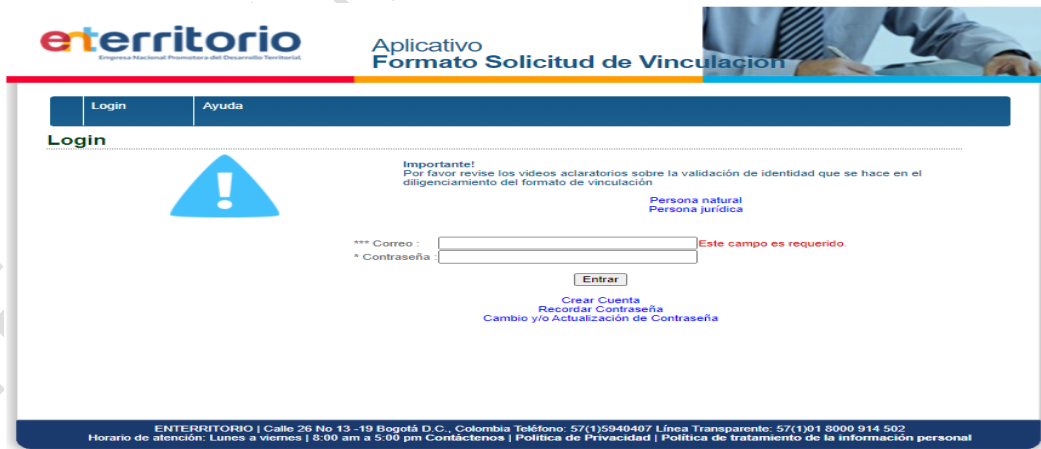 enterritorio
Empresa Nacional Promotora del Desarrollo Territorial
Aplicativo
Formato Solicitud de Vinculación
Login
Ayuda
Login
Importante!
Por favor revise los videos aclaratorios sobre la validación de identidad que se hace en el
diligenciamiento del formato de vinculación
Persona natural
Persona jurídica
*** Correo :
Este campo es requerido.
* Contraseña :
Entrar
Crear Cuenta
Recordar Contraseña
Cambio y/o Actualización de Contraseña
ENTERRITORIO | Calle 26 No 13 -19 Bogotá D.C., Colombia Teléfono: 57(1)5940407 Línea Transparente: 57(1)01 8000 914 502
Horario de atención: Lunes a viernes | 8:00 am a 5:00 pm Contáctenos | Política de Privacidad | Política de tratamiento de la información personal